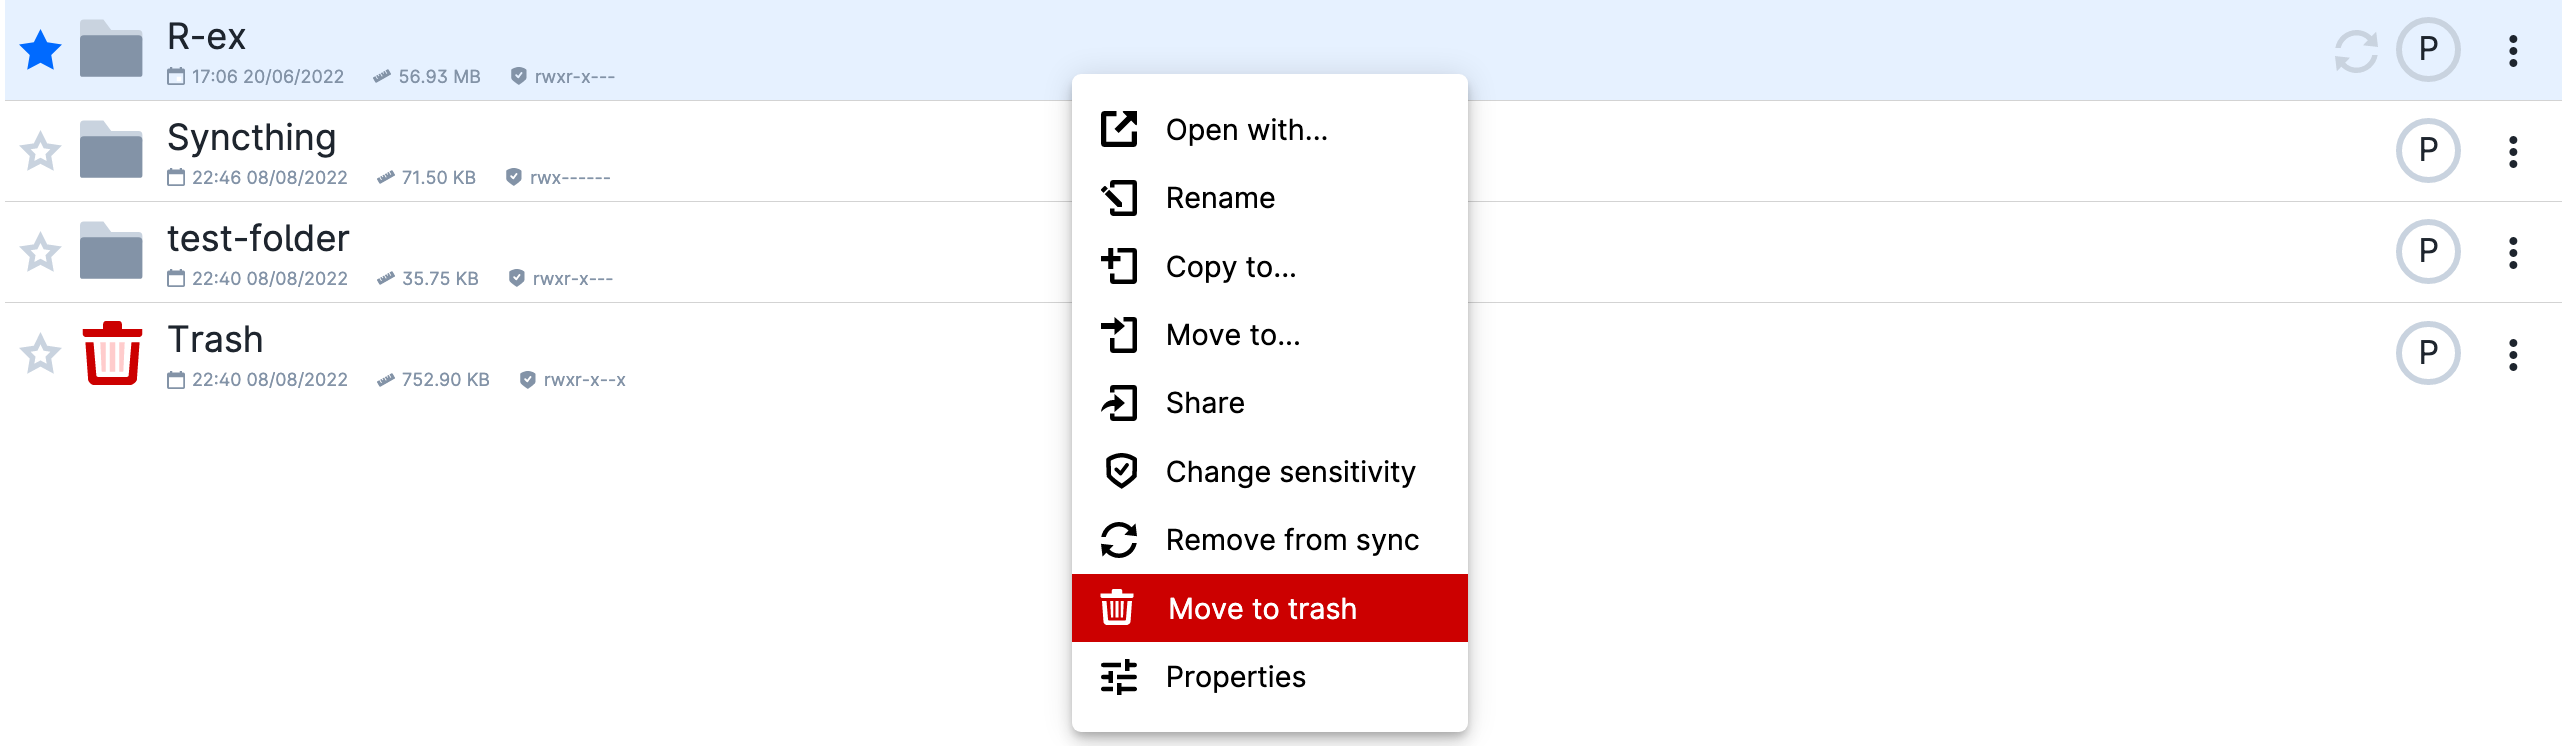 R-ex
17:06 20/06/2022 56.93 MB rwxr-x---
P
Syncthing
22:46 08/08/2022 71.50 KB rwx------
P
test-folder
22:40 08/08/2022 35.75 KB rwxr-x---
P
Trash
22:40 08/08/2022 752.90 KB rwxr-x--x
P
Open with...
Rename
Copy to...
Move to...
Share
Change sensitivity
Remove from sync
Move to trash
Properties